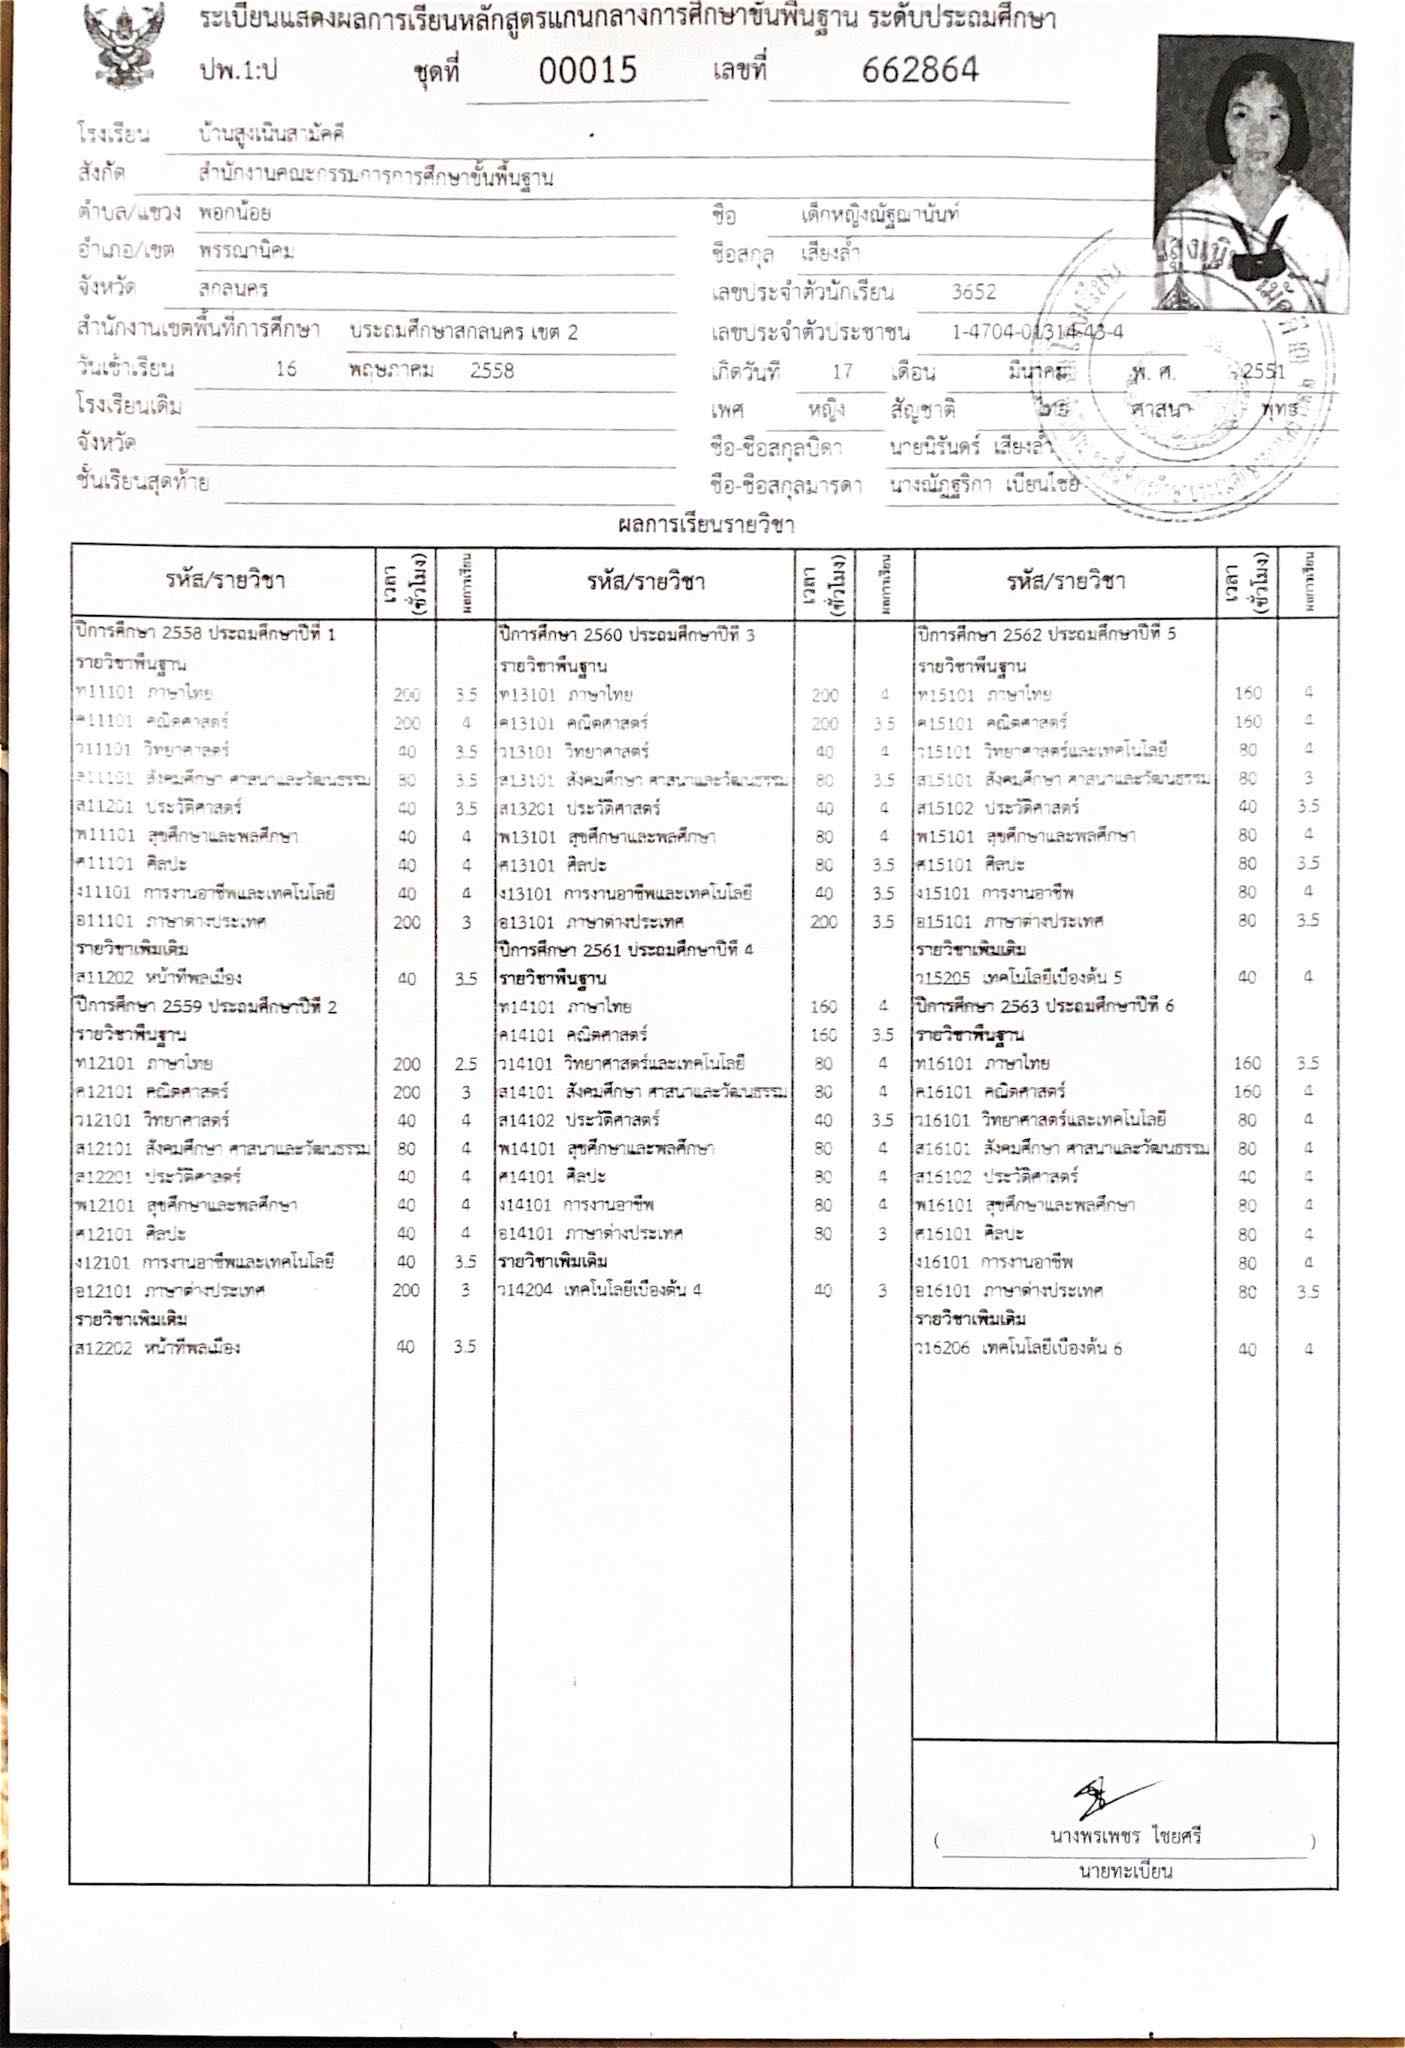 ระเบียนแสดงผลการเรียนหลักสูตรแกนกลางการศึกษาขั้นพื้นฐาน ระดับประถมศึกษา
ปพ.1:ป ชุดที่ 00015 เลขที่ 662864
โรงเรียน บ้านสูงเนินสามัคคี
สังกัด สำนักงานคณะกรรมการการศึกษาขั้นพื้นฐาน
ตำบล/แขวง พอกน้อย
อำเภอ/เขต พรรณานิคม
จังหวัด สกลนคร
สำนักงานเขตพื้นที่การศึกษา ประถมศึกษาสกลนคร เขต 2
วันเข้าเรียน 16 พฤษภาคม 2558
โรงเรียนเดิม
จังหวัด
ชั้นเรียนสุดท้าย
ชื่อ เด็กหญิงณัฐณานันท์
ชื่อสกุล เสียงล้ำ
เลขประจำตัวนักเรียน 3652
เลขประจำตัวประชาชน 1-4704-01314-43-4
เกิดวันที่ 17 เดือน มีนาคม พ.ศ. 2551
เพศ หญิง สัญชาติ ไทย ศาสนา พุทธ
ชื่อ-ชื่อสกุลบิดา นายนิรันดร์ เสียงล้ำ
ชื่อ-ชื่อสกุลมารดา นางณัฏฐริกา
ผลการเรียนรายวิชา
รหัส/รายวิชา เวลา (ชั่วโมง) ผลการเรียน
ปีการศึกษา 2558 ประถมศึกษาปีที่ 1
รายวิชาพื้นฐาน
ท11101 ภาษาไทย 200 3.5
ค11101 คณิตศาสตร์ 200 4
ว11101 วิทยาศาสตร์ 40 3.5
ส11101 สังคมศึกษา ศาสนาและวัฒนธรรม 80 3.5
ส11201 ประวัติศาสตร์ 40 3.5
พ11101 สุขศึกษาและพลศึกษา 40 4
ศ11101 ศิลปะ 40 4
ง11101 การงานอาชีพและเทคโนโลยี 40 4
อ11101 ภาษาต่างประเทศ 200 3
รายวิชาเพิ่มเติม
ส11202 หน้าที่พลเมือง 40 3.5
ปีการศึกษา 2559 ประถมศึกษาปีที่ 2
รายวิชาพื้นฐาน
ท12101 ภาษาไทย 200 2.5
ค12101 คณิตศาสตร์ 200 3
ว12101 วิทยาศาสตร์ 40 4
ส12101 สังคมศึกษา ศาสนาและวัฒนธรรม 80 4
ส12201 ประวัติศาสตร์ 40 4
พ12101 สุขศึกษาและพลศึกษา 40 4
ศ12101 ศิลปะ 40 4
ง12101 การงานอาชีพและเทคโนโลยี 40 3.5
อ12101 ภาษาต่างประเทศ 200 3
รายวิชาเพิ่มเติม
ส12202 หน้าที่พลเมือง 40 3.5
รหัส/รายวิชา เวลา (ชั่วโมง) ผลการเรียน
ปีการศึกษา 2560 ประถมศึกษาปีที่ 3
รายวิชาพื้นฐาน
ท13101 ภาษาไทย 200 4
ค13101 คณิตศาสตร์ 200 3.5
ว13101 วิทยาศาสตร์ 40 4
ส13101 สังคมศึกษา ศาสนาและวัฒนธรรม 80 3.5
ส13201 ประวัติศาสตร์ 40 4
พ13101 สุขศึกษาและพลศึกษา 80 4
ศ13101 ศิลปะ 80 3.5
ง13101 การงานอาชีพและเทคโนโลยี 40 3.5
อ13101 ภาษาต่างประเทศ 200 3.5
ปีการศึกษา 2561 ประถมศึกษาปีที่ 4
รายวิชาพื้นฐาน
ท14101 ภาษาไทย 160 4
ค14101 คณิตศาสตร์ 160 3.5
ว14101 วิทยาศาสตร์และเทคโนโลยี 80 4
ส14101 สังคมศึกษา ศาสนาและวัฒนธรรม 80 4
ส14102 ประวัติศาสตร์ 40 3.5
พ14101 สุขศึกษาและพลศึกษา 80 4
ศ14101 ศิลปะ 80 4
ง14101 การงานอาชีพ 80 4
อ14101 ภาษาต่างประเทศ 80 3
รายวิชาเพิ่มเติม
ว14204 เทคโนโลยีเบื้องต้น 4 40 3
รหัส/รายวิชา เวลา (ชั่วโมง) ผลการเรียน
ปีการศึกษา 2562 ประถมศึกษาปีที่ 5
รายวิชาพื้นฐาน
ท15101 ภาษาไทย 160 4
ค15101 คณิตศาสตร์ 160 4
ว15101 วิทยาศาสตร์และเทคโนโลยี 80 4
ส15101 สังคมศึกษา ศาสนาและวัฒนธรรม 80 3
ส15102 ประวัติศาสตร์ 40 3.5
พ15101 สุขศึกษาและพลศึกษา 80 4
ศ15101 ศิลปะ 80 3.5
ง15101 การงานอาชีพ 80 4
อ15101 ภาษาต่างประเทศ 80 3.5
รายวิชาเพิ่มเติม
ว15205 เทคโนโลยีเบื้องต้น 5 40 4
ปีการศึกษา 2563 ประถมศึกษาปีที่ 6
รายวิชาพื้นฐาน
ท16101 ภาษาไทย 160 3.5
ค16101 คณิตศาสตร์ 160 4
ว16101 วิทยาศาสตร์และเทคโนโลยี 80 4
ส16101 สังคมศึกษา ศาสนาและวัฒนธรรม 80 4
ส16102 ประวัติศาสตร์ 40 4
พ16101 สุขศึกษาและพลศึกษา 80 4
ศ16101 ศิลปะ 80 4
ง16101 การงานอาชีพ 80 4
อ16101 ภาษาต่างประเทศ 80 3.5
รายวิชาเพิ่มเติม
ว16206 เทคโนโลยีเบื้องต้น 6 40 4
( นางพรเพชร ไชยศรี )
นายทะเบียน